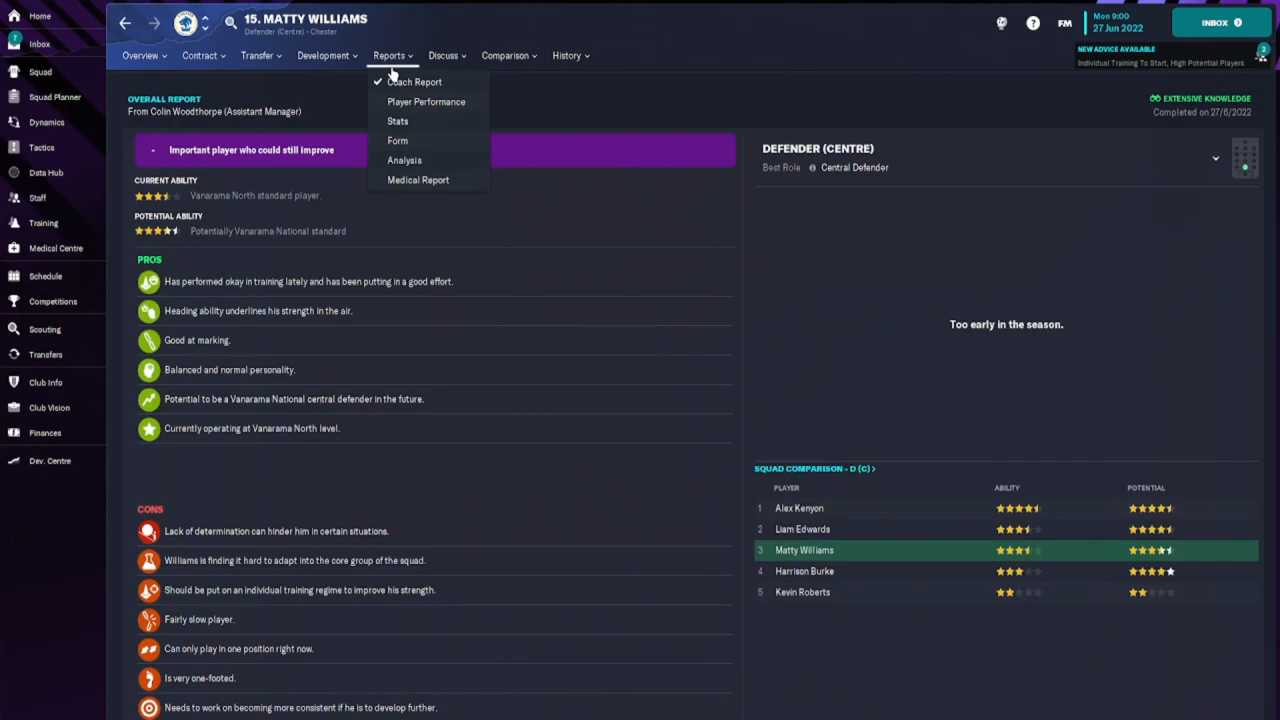 Home
7
Inbox
Squad
Squad Planner
Dynamics
Tactics
Data Hub
Staff
Training
Medical Centre
Schedule
Competitions
Scouting
Transfers
Club Info
Club Vision
Finances
Dev. Centre
15. MATTY WILLIAMS
Defender (Centre) - Chester
FM
Mon 9:00
27 Jun 2022
INBOX
Overview
Contract
Transfer
Development
Reports
Discuss
Comparison
History
NEW ADVICE AVAILABLE
Individual Training To Start, High Potential Players
2
Coach Report
Player Performance
Stats
Form
Analysis
Medical Report
OVERALL REPORT
From Colin Woodthorpe (Assistant Manager)
EXTENSIVE KNOWLEDGE
Completed on 27/6/2022
- Important player who could still improve
CURRENT ABILITY
Vanarama North standard player.
POTENTIAL ABILITY
Potentially Vanarama National standard
PROS
Has performed okay in training lately and has been putting in a good effort.
Heading ability underlines his strength in the air.
Good at marking.
Balanced and normal personality.
Potential to be a Vanarama National central defender in the future.
Currently operating at Vanarama North level.
CONS
Lack of determination can hinder him in certain situations.
Williams is finding it hard to adapt into the core group of the squad.
Should be put on an individual training regime to improve his strength.
Fairly slow player.
Can only play in one position right now.
Is very one-footed.
Needs to work on becoming more consistent if he is to develop further.
DEFENDER (CENTRE)
Best Role Central Defender
Too early in the season.
SQUAD COMPARISON - D (C) >
PLAYER ABILITY POTENTIAL
1 Alax Kenyon
2 Liam Edwards
3 Matty Williams
4 Harrison Burke
5 Kevin Roberts